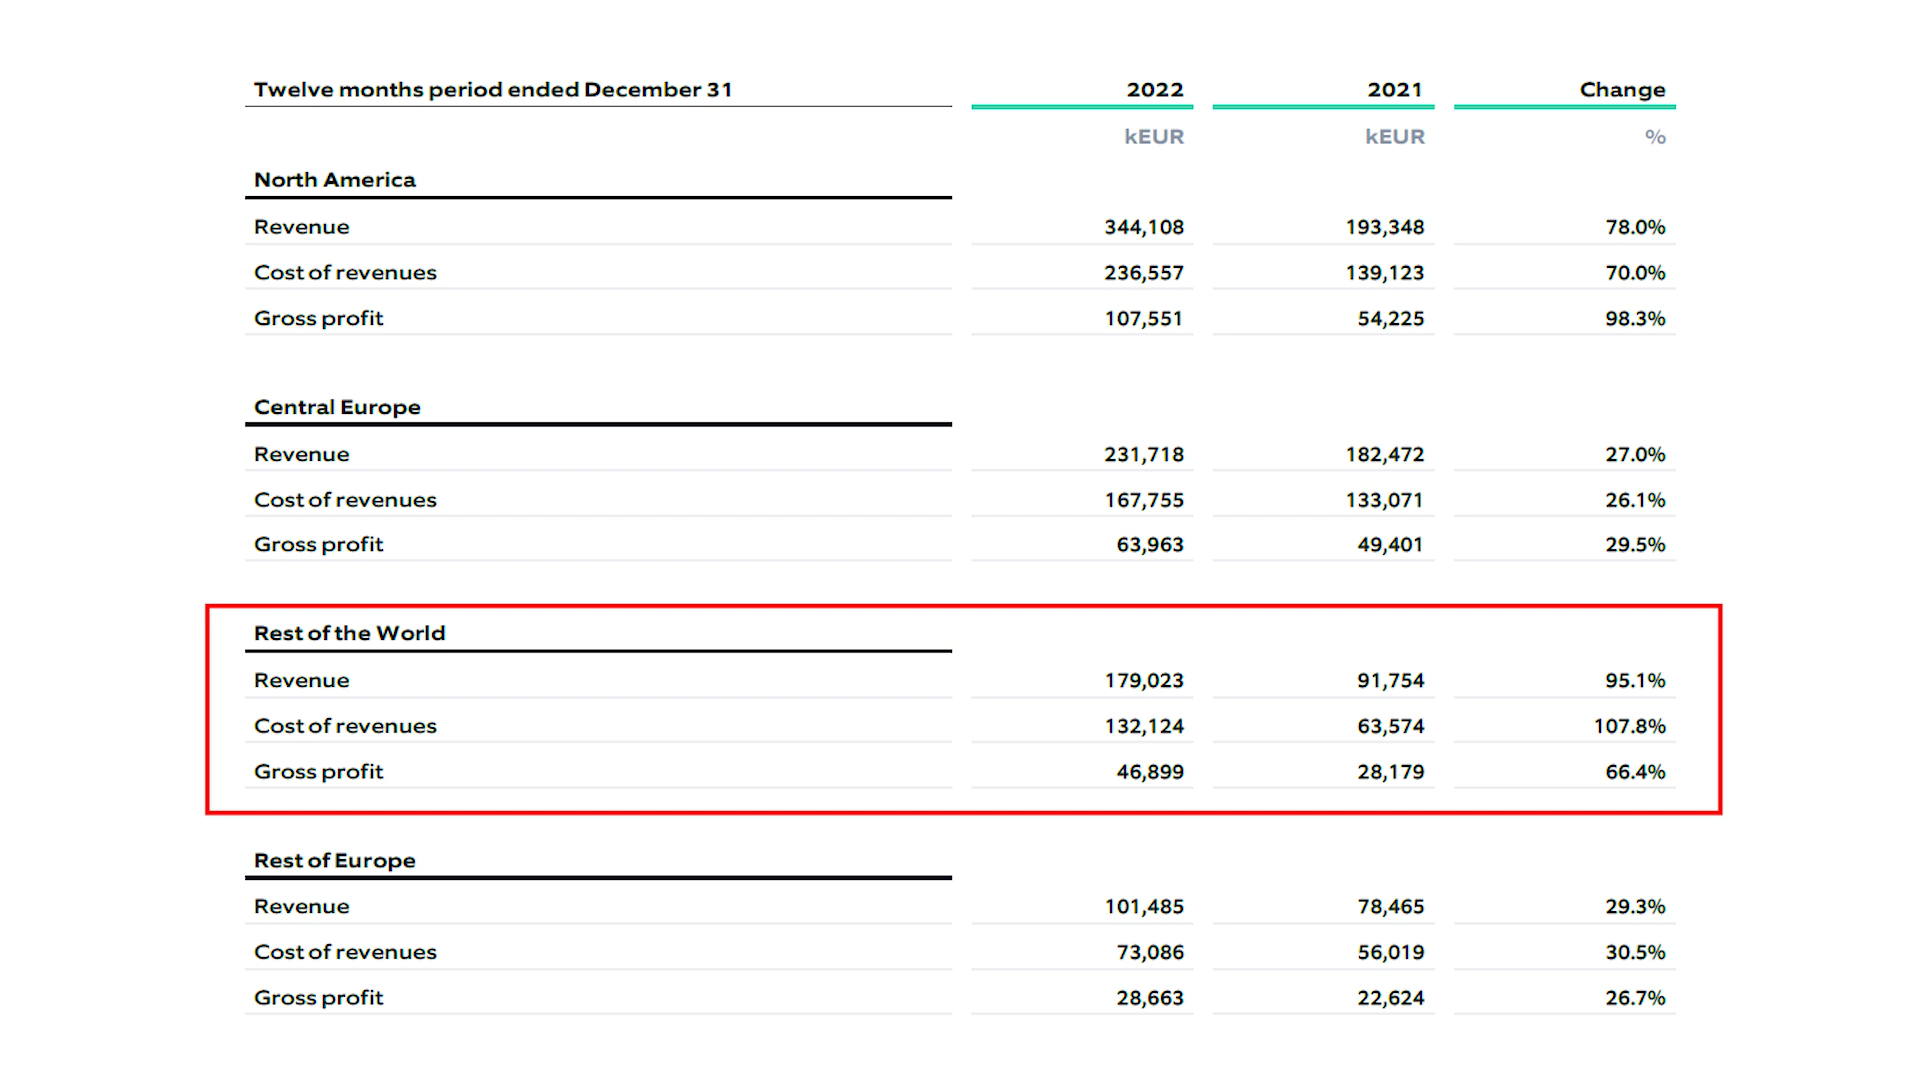 Twelve months period ended December 31 2022 2021 Change
kEUR kEUR %
North America
Revenue 344,108 193,348 78.0%
Cost of revenues 236,557 139,123 70.0%
Gross profit 107,551 54,225 98.3%
Central Europe
Revenue 231,718 182,472 27.0%
Cost of revenues 167,755 133,071 26.1%
Gross profit 63,963 49,401 29.5%
Rest of the World
Revenue 179,023 91,754 95.1%
Cost of revenues 132,124 63,574 107.8%
Gross profit 46,899 28,179 66.4%
Rest of Europe
Revenue 101,485 78,465 29.3%
Cost of revenues 73,086 56,019 30.5%
Gross profit 28,663 22,624 26.7%